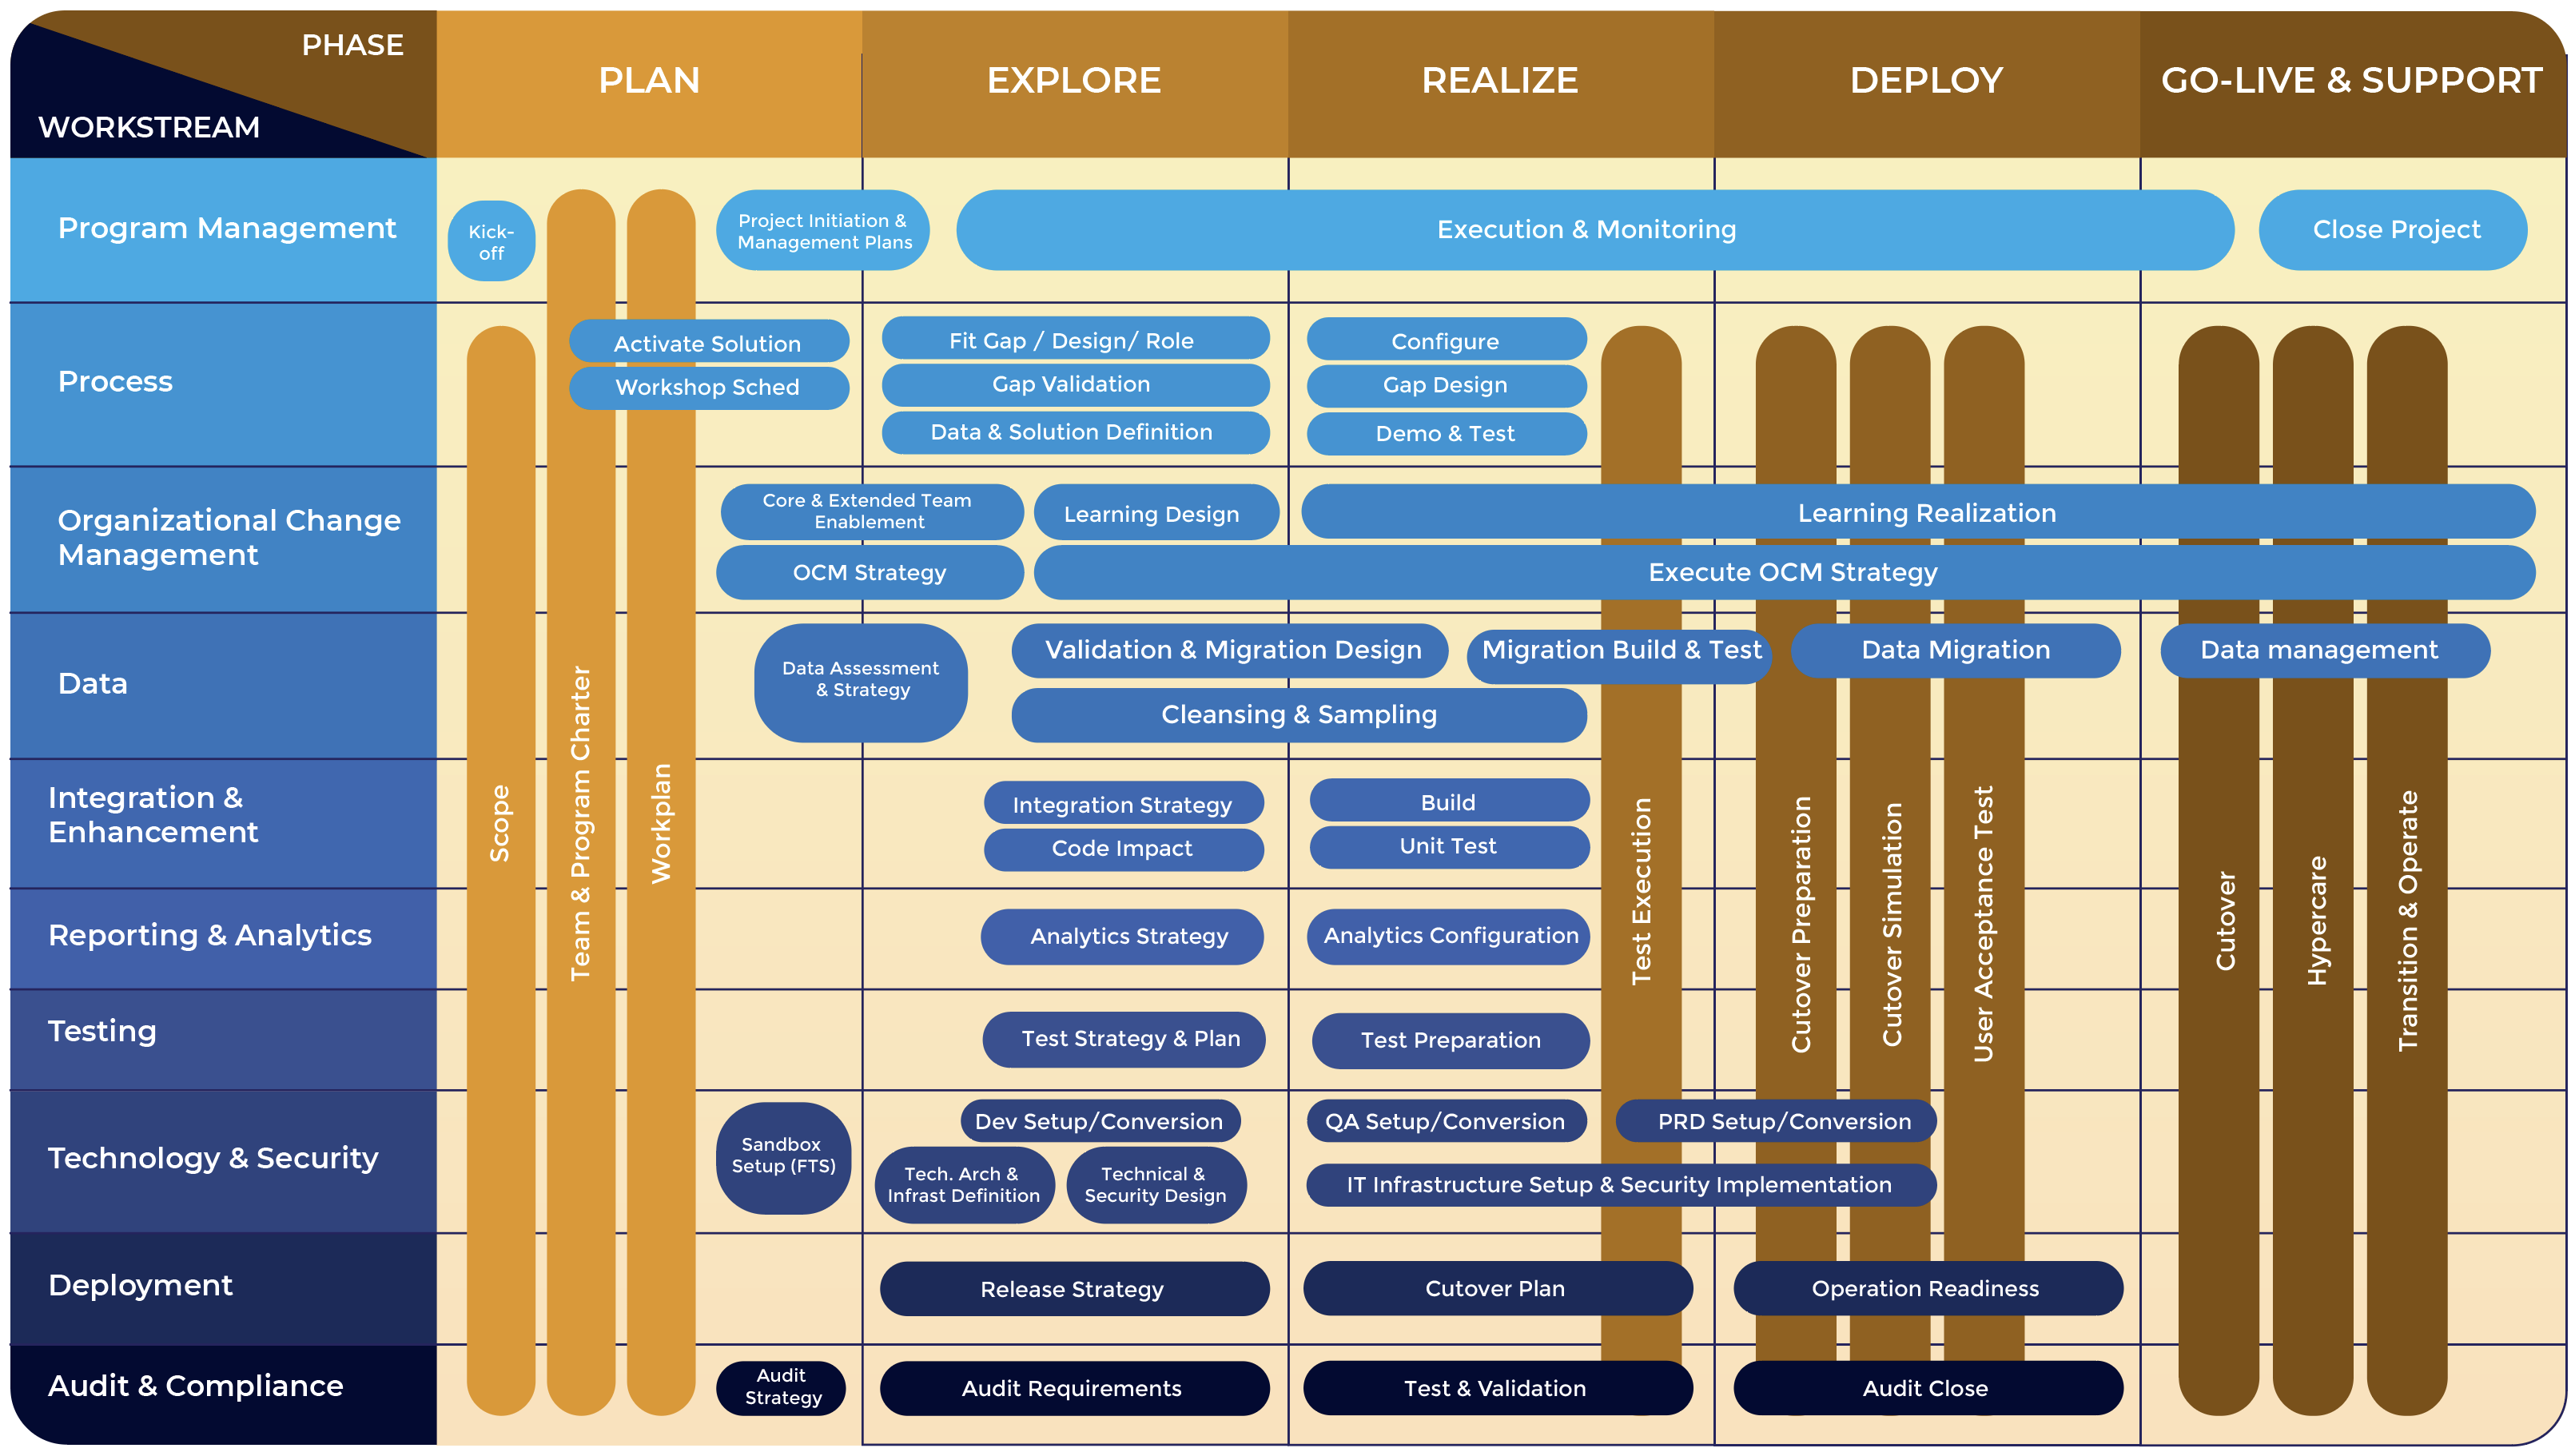 PHASE
WORKSTREAM
PLAN
EXPLORE
REALIZE
DEPLOY
GO-LIVE & SUPPORT
Program Management
Kick-
off
Project Initiation &
Management Plans
Execution & Monitoring
Close Project
Process
Activate Solution
Workshop Sched
Fit Gap / Design/ Role
Gap Validation
Data & Solution Definition
Configure
Gap Design
Demo & Test
Organizational Change
Management
Core & Extended Team
Enablement
Learning Design
Learning Realization
OCM Strategy
Execute OCM Strategy
Data
Data Assessment
& Strategy
Validation & Migration Design
Migration Build & Test
Data Migration
Data management
Cleansing & Sampling
Integration &
Enhancement
Integration Strategy
Code Impact
Build
Unit Test
Reporting & Analytics
Analytics Strategy
Analytics Configuration
Testing
Test Strategy & Plan
Test Preparation
Technology & Security
Sandbox
Setup (FTS)
Dev Setup/Conversion
QA Setup/Conversion
PRD Setup/Conversion
Tech. Arch &
Infrast Definition
Technical &
Security Design
IT Infrastructure Setup & Security Implementation
Deployment
Release Strategy
Cutover Plan
Operation Readiness
Audit & Compliance
Audit
Strategy
Audit Requirements
Test & Validation
Audit Close
Scope
Team & Program Charter
Workplan
Test Execution
Cutover Preparation
Cutover Simulation
User Acceptance Test
Cutover
Hypercare
Transition & Operate